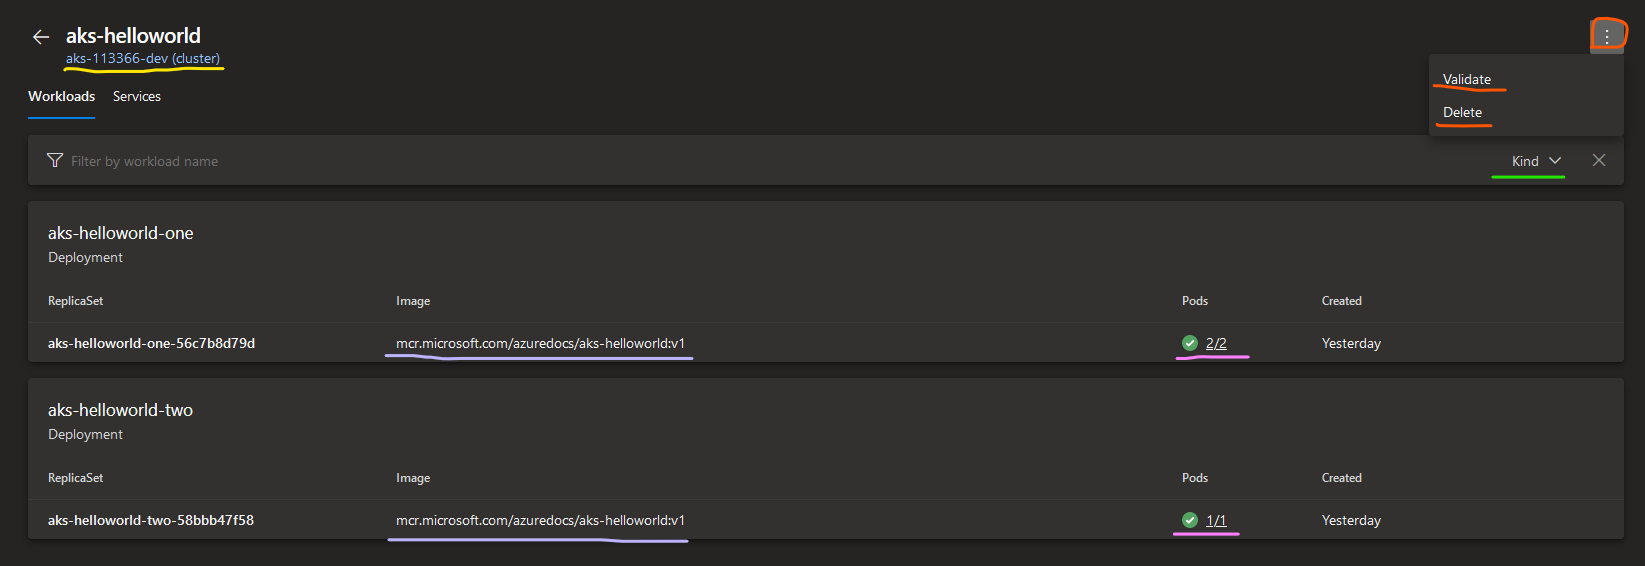 aks-helloworld
aks-113366-dev (cluster)
Validate
Delete
Workloads Services
Filter by workload name Kind
aks-helloworld-one
Deployment
ReplicaSet Image Pods Created
aks-helloworld-one-56c7b8d79d mcr.microsoft.com/azuredocs/aks-helloworld:v1 2/2 Yesterday
aks-helloworld-two
Deployment
ReplicaSet Image Pods Created
aks-helloworld-two-58bbb47f58 mcr.microsoft.com/azuredocs/aks-helloworld:v1 1/1 Yesterday